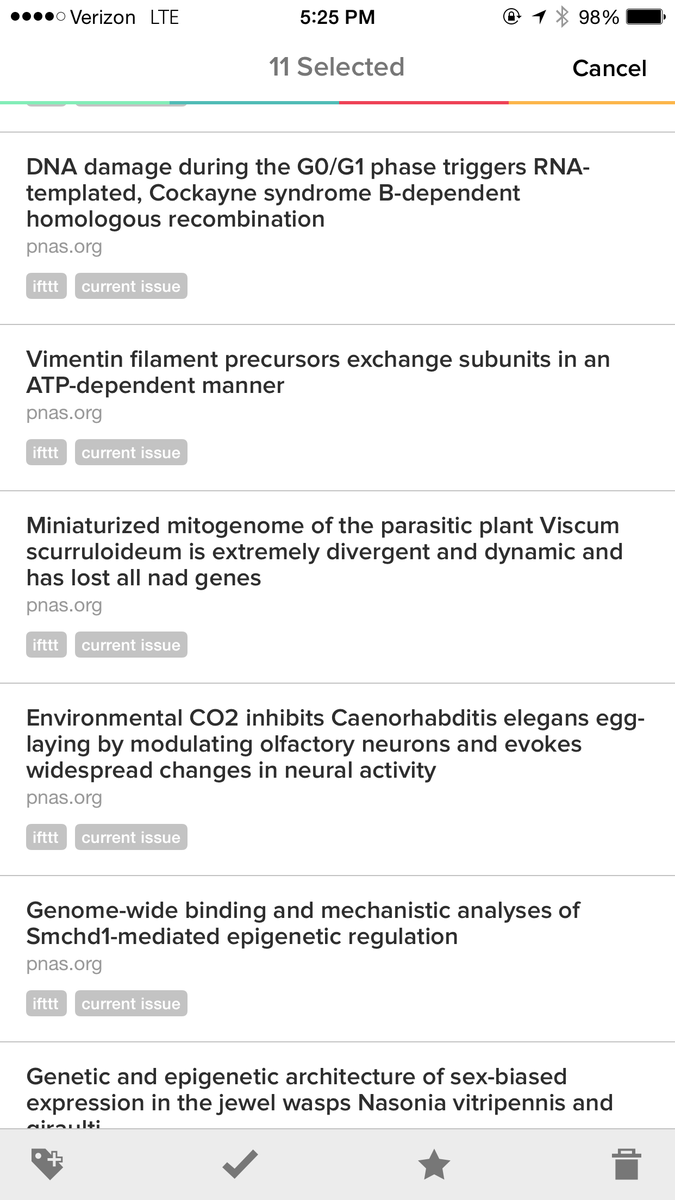 Verizon LTE 5:25 PM 98%
11 Selected Cancel
DNA damage during the G0/G1 phase triggers RNA-
templated, Cockayne syndrome B-dependent
homologous recombination
pnas.org
ifttt current issue
Vimentin filament precursors exchange subunits in an
ATP-dependent manner
pnas.org
ifttt current issue
Miniaturized mitogenome of the parasitic plant Viscum
scurruloideum is extremely divergent and dynamic and
has lost all nad genes
pnas.org
ifttt current issue
Environmental CO2 inhibits Caenorhabditis elegans egg-
laying by modulating olfactory neurons and evokes
widespread changes in neural activity
pnas.org
ifttt current issue
Genome-wide binding and mechanistic analyses of
Smchd1-mediated epigenetic regulation
pnas.org
ifttt current issue
Genetic and epigenetic architecture of sex-biased
expression in the jewel wasps Nasonia vitripennis and
giraulti